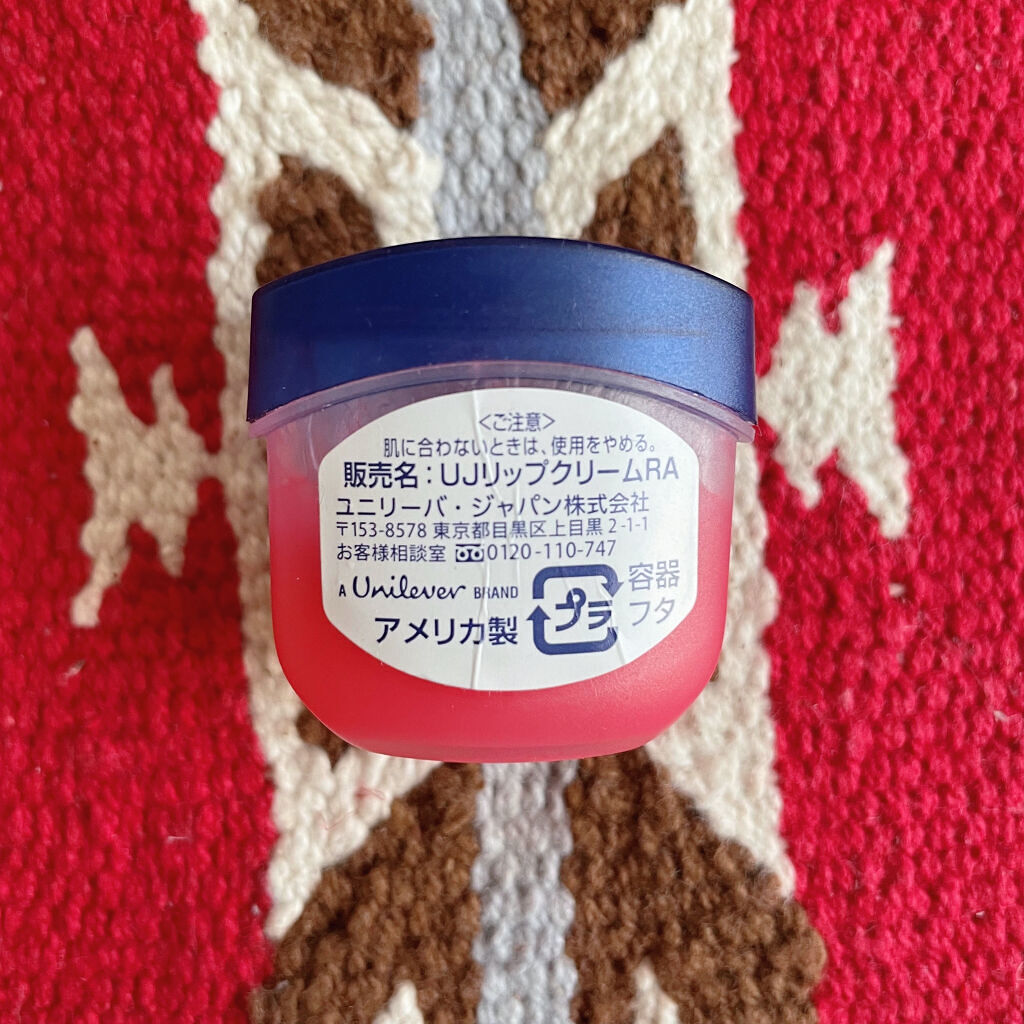 <ご注意>
肌に合わないときは、使用をやめる。
販売名:UJリップクリームRA
ユニリーバ・ジャパン株式会社
〒153-8578 東京都目黒区上目黒2-1-1
お客様相談室 0120-110-747
A Unilever BRAND
プラ
容器
フタ
アメリカ製